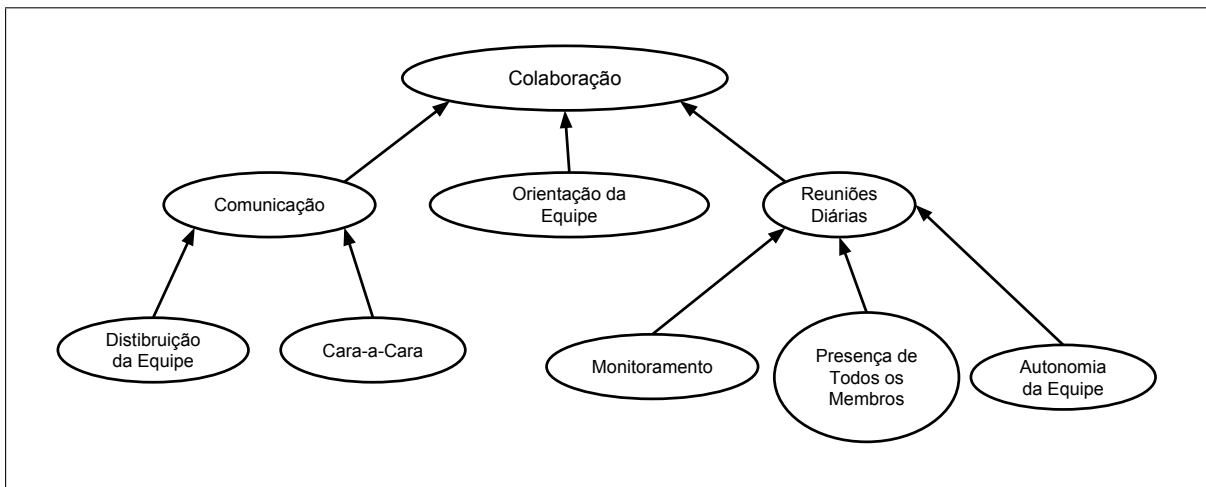 Colaboração
Comunicação
Orientação da
Equipe
Reuniões
Diárias
Distibruição
da Equipe
Cara-a-Cara
Monitoramento
Presença de
Todos os
Membros
Autonomia
da Equipe